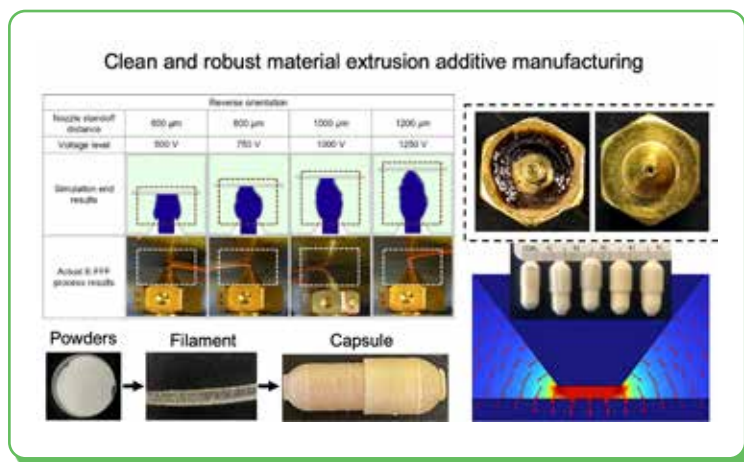 Clean and robust material extrusion additive manufacturing
Reverse orientation
Nozzle standoff
distance
600 μm
800 μm
1000 μm
1200 μm
Voltage level
500 V
750 V
1000 V
1250 V
Simulation end
results
Actual E-FFF
process results
Powders
Filament
Capsule